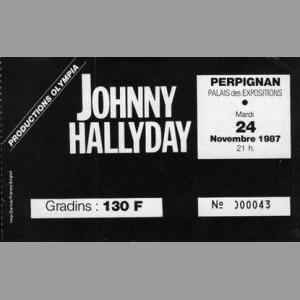 PRODUCTIONS OLYMPIA
JOHNNY
HALLYDAY
PERPIGNAN
PALAIS des EXPOSITIONS
Mardi
24
Novembre 1987
21 h.
Gradins : 130 F
Nº 000043